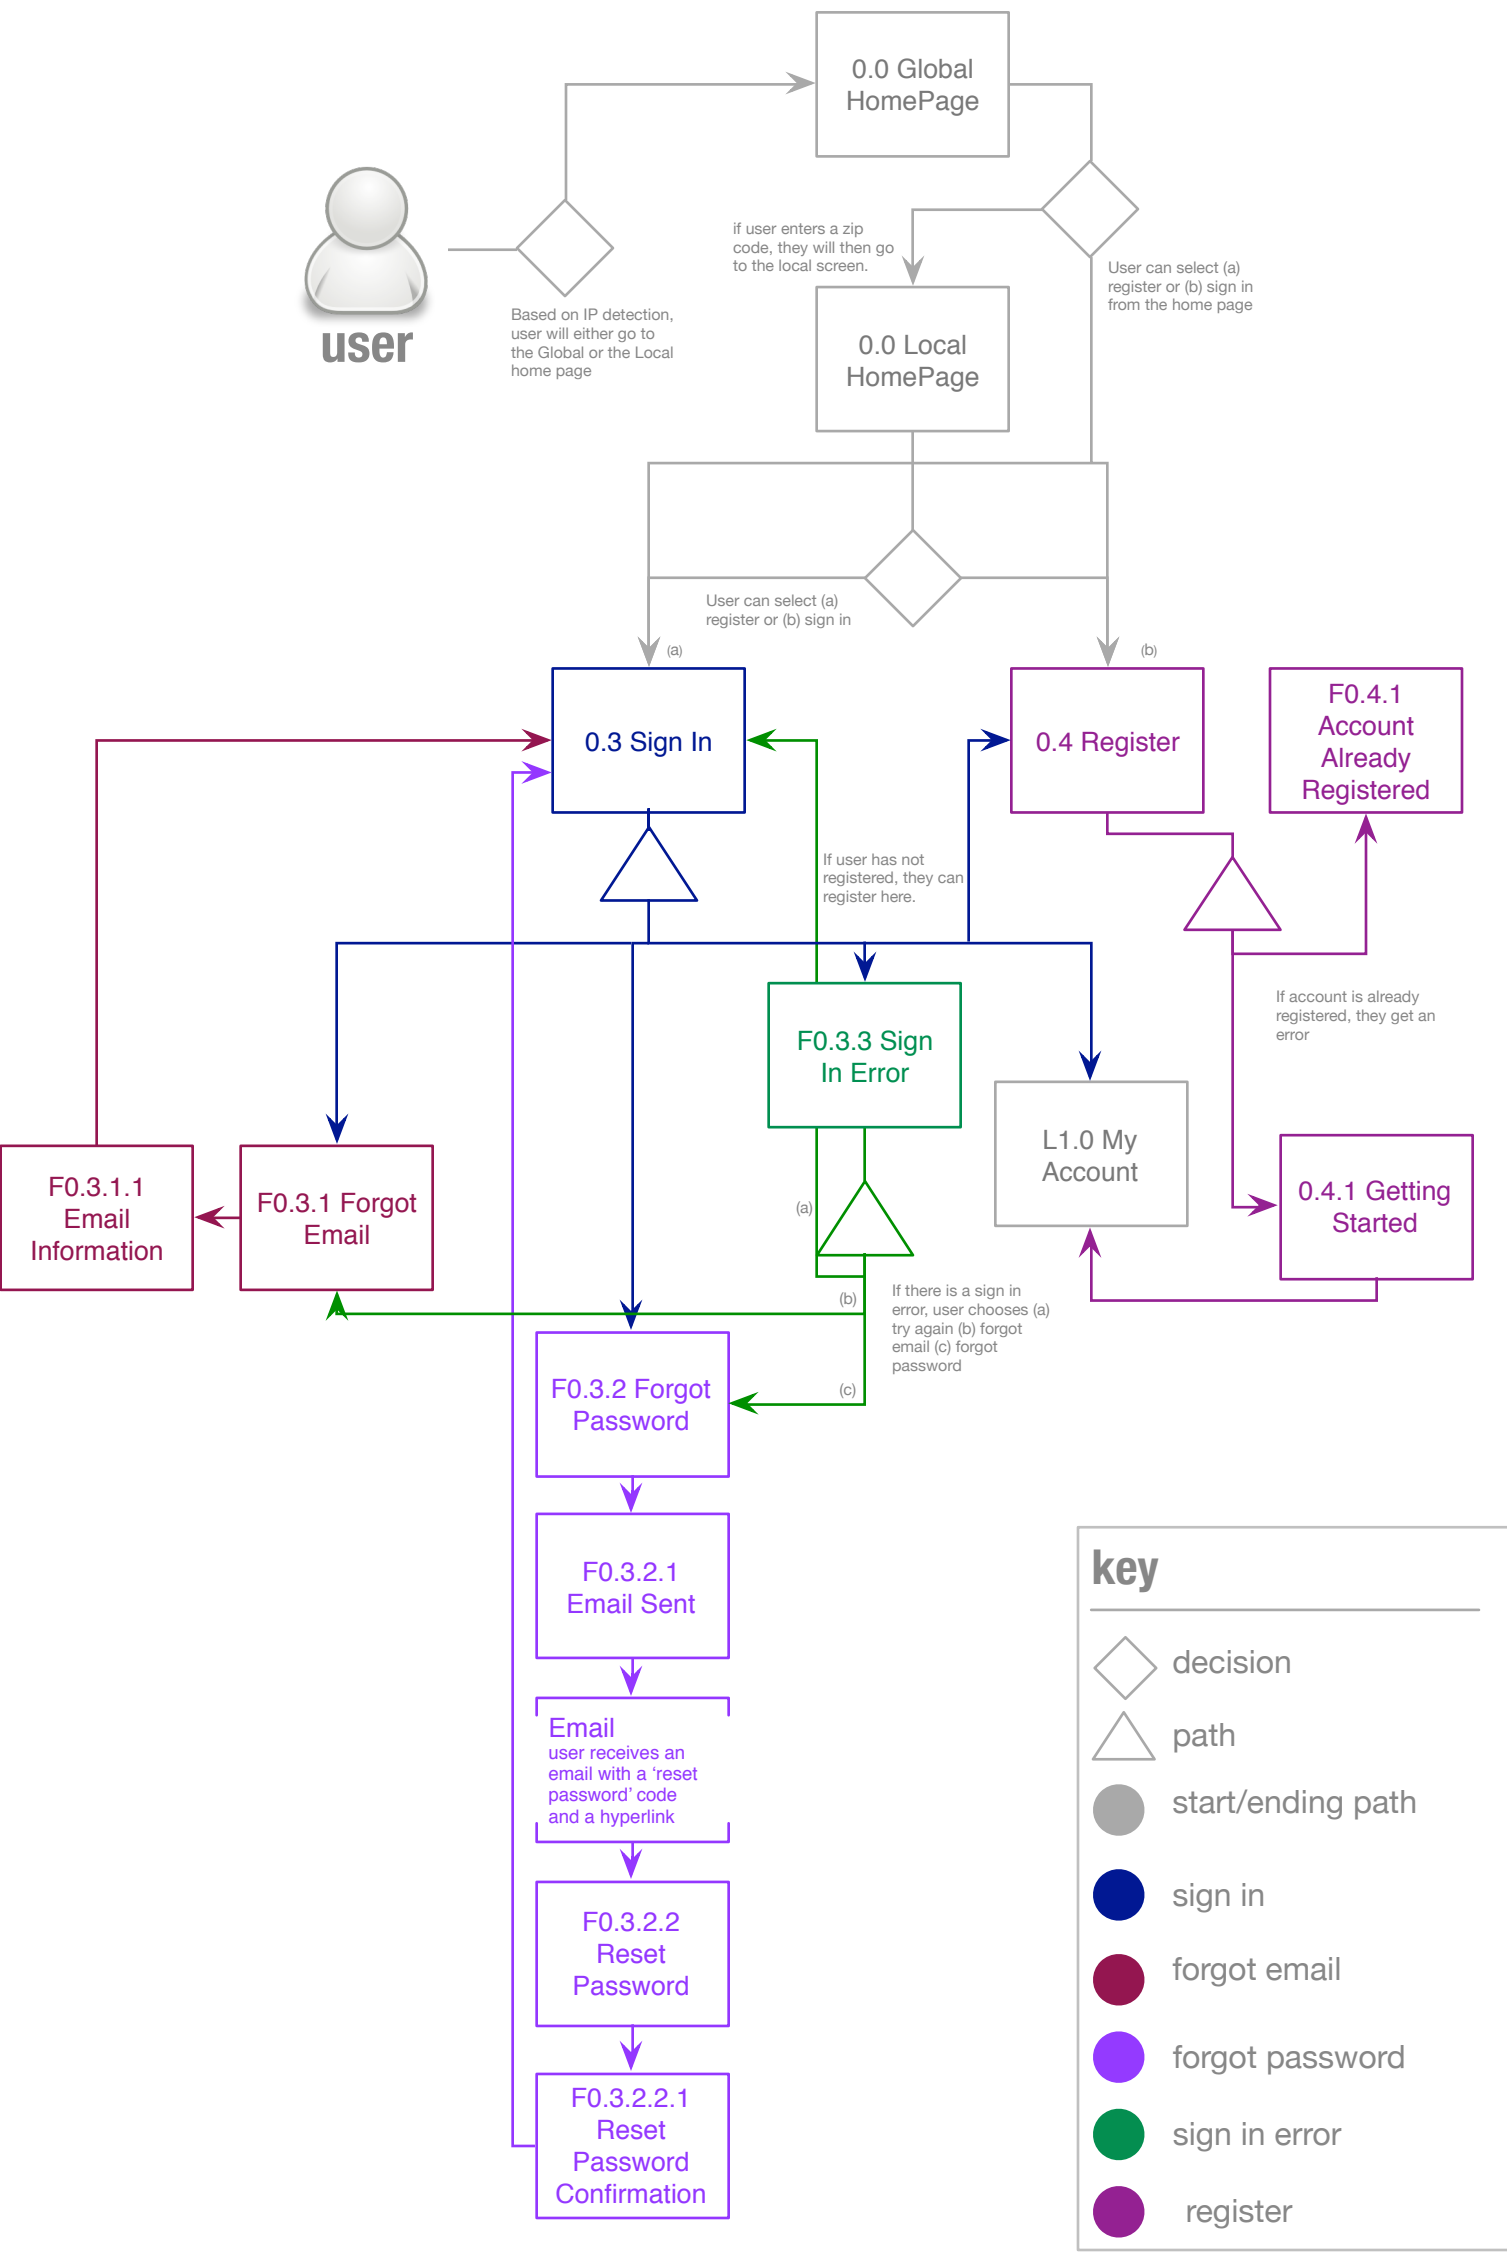 0.0 Global
HomePage
user
Based on IP detection,
user will either go to
the Global or the Local
home page
if user enters a zip
code, they will then go
to the local screen.
User can select (a)
register or (b) sign in
from the home page
0.0 Local
HomePage
User can select (a)
register or (b) sign in
(a)
(b)
0.3 Sign In
0.4 Register
F0.4.1
Account
Already
Registered
If user has not
registered, they can
register here.
If account is already
registered, they get an
error
F0.3.3 Sign
In Error
L1.0 My
Account
F0.3.1.1
Email
Information
F0.3.1 Forgot
Email
0.4.1 Getting
Started
(a)
(b)
(c)
If there is a sign in
error, user chooses (a)
try again (b) forgot
email (c) forgot
password
F0.3.2 Forgot
Password
F0.3.2.1
Email Sent
Email
user receives an
email with a ‘reset
password’ code
and a hyperlink
F0.3.2.2
Reset
Password
F0.3.2.2.1
Reset
Password
Confirmation
key
decision
path
start/ending path
sign in
forgot email
forgot password
sign in error
register